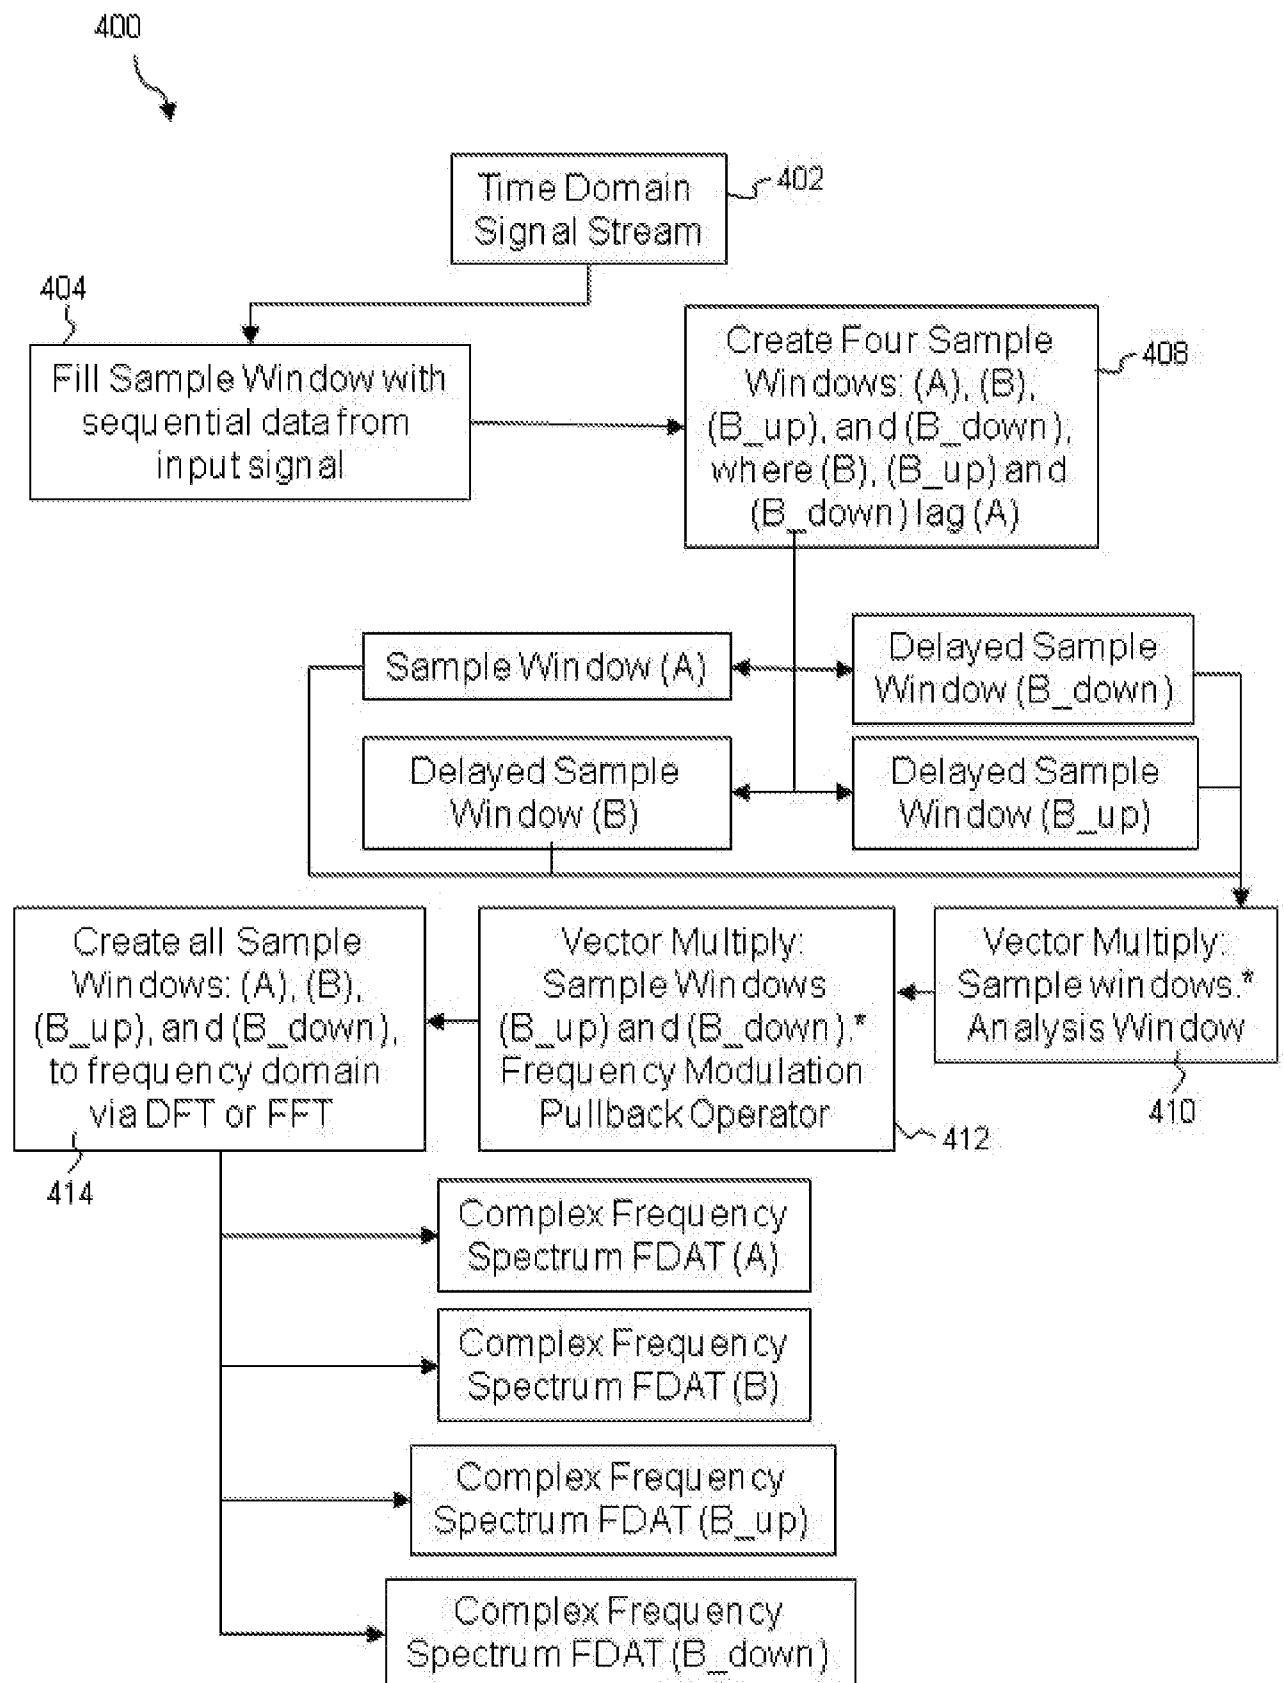 400
Time Domain
Signal Stream
402
404
Fill Sample Window with
sequential data from
input signal
Create Four Sample
Windows: (A), (B),
(B_up), and (B_down),
where (B), (B_up) and
(B_down) lag (A)
408
Sample Window (A)
Delayed Sample
Window (B_down)
Delayed Sample
Window (B)
Delayed Sample
Window (B_up)
Create all Sample
Windows: (A), (B),
(B_up), and (B_down),
to frequency domain
via DFT or FFT
414
Vector Multiply:
Sample Windows
(B_up) and (B_down).*
Frequency Modulation
Pullback Operator
412
Vector Multiply:
Sample windows.*
Analysis Window
410
Complex Frequency
Spectrum FDAT (A)
Complex Frequency
Spectrum FDAT (B)
Complex Frequency
Spectrum FDAT (B_up)
Complex Frequency
Spectrum FDAT (B_down)